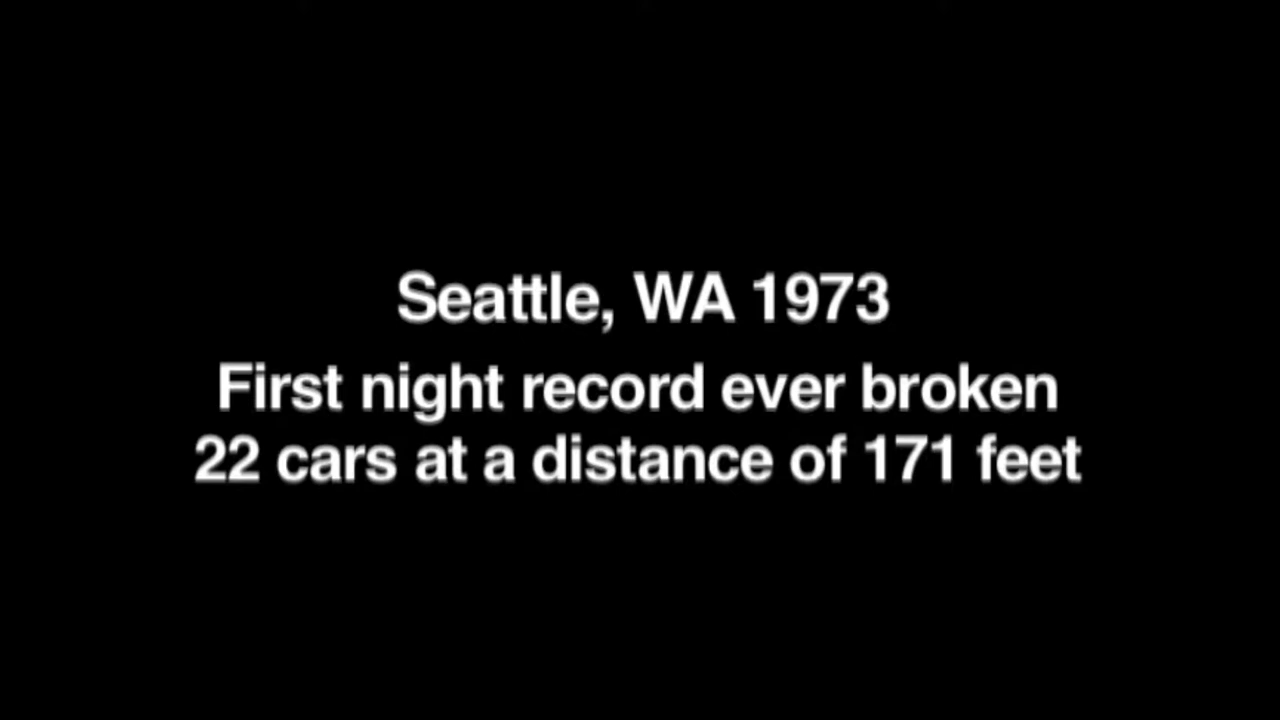 Seattle, WA 1973
First night record ever broken
22 cars at a distance of 171 feet